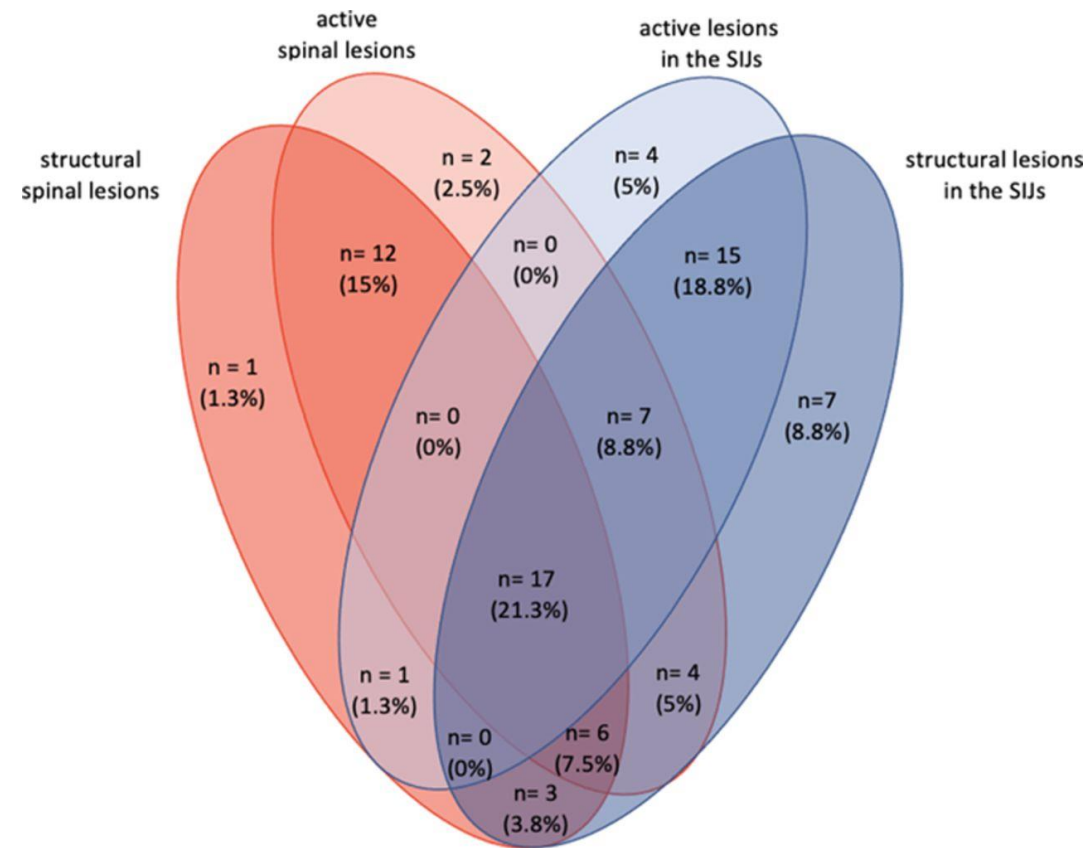 active
spinal lesions
active lesions
in the SIJs
structural
spinal lesions
structural lesions
in the SIJs
n = 2
(2.5%)
n= 4
(5%)
n= 12
(15%)
n= 0
(0%)
n= 15
(18.8%)
n = 1
(1.3%)
n= 0
(0%)
n= 7
(8.8%)
n=7
(8.8%)
n= 17
(21.3%)
n = 1
(1.3%)
n= 4
(5%)
n= 0
(0%)
n= 6
(7.5%)
n= 3
(3.8%)